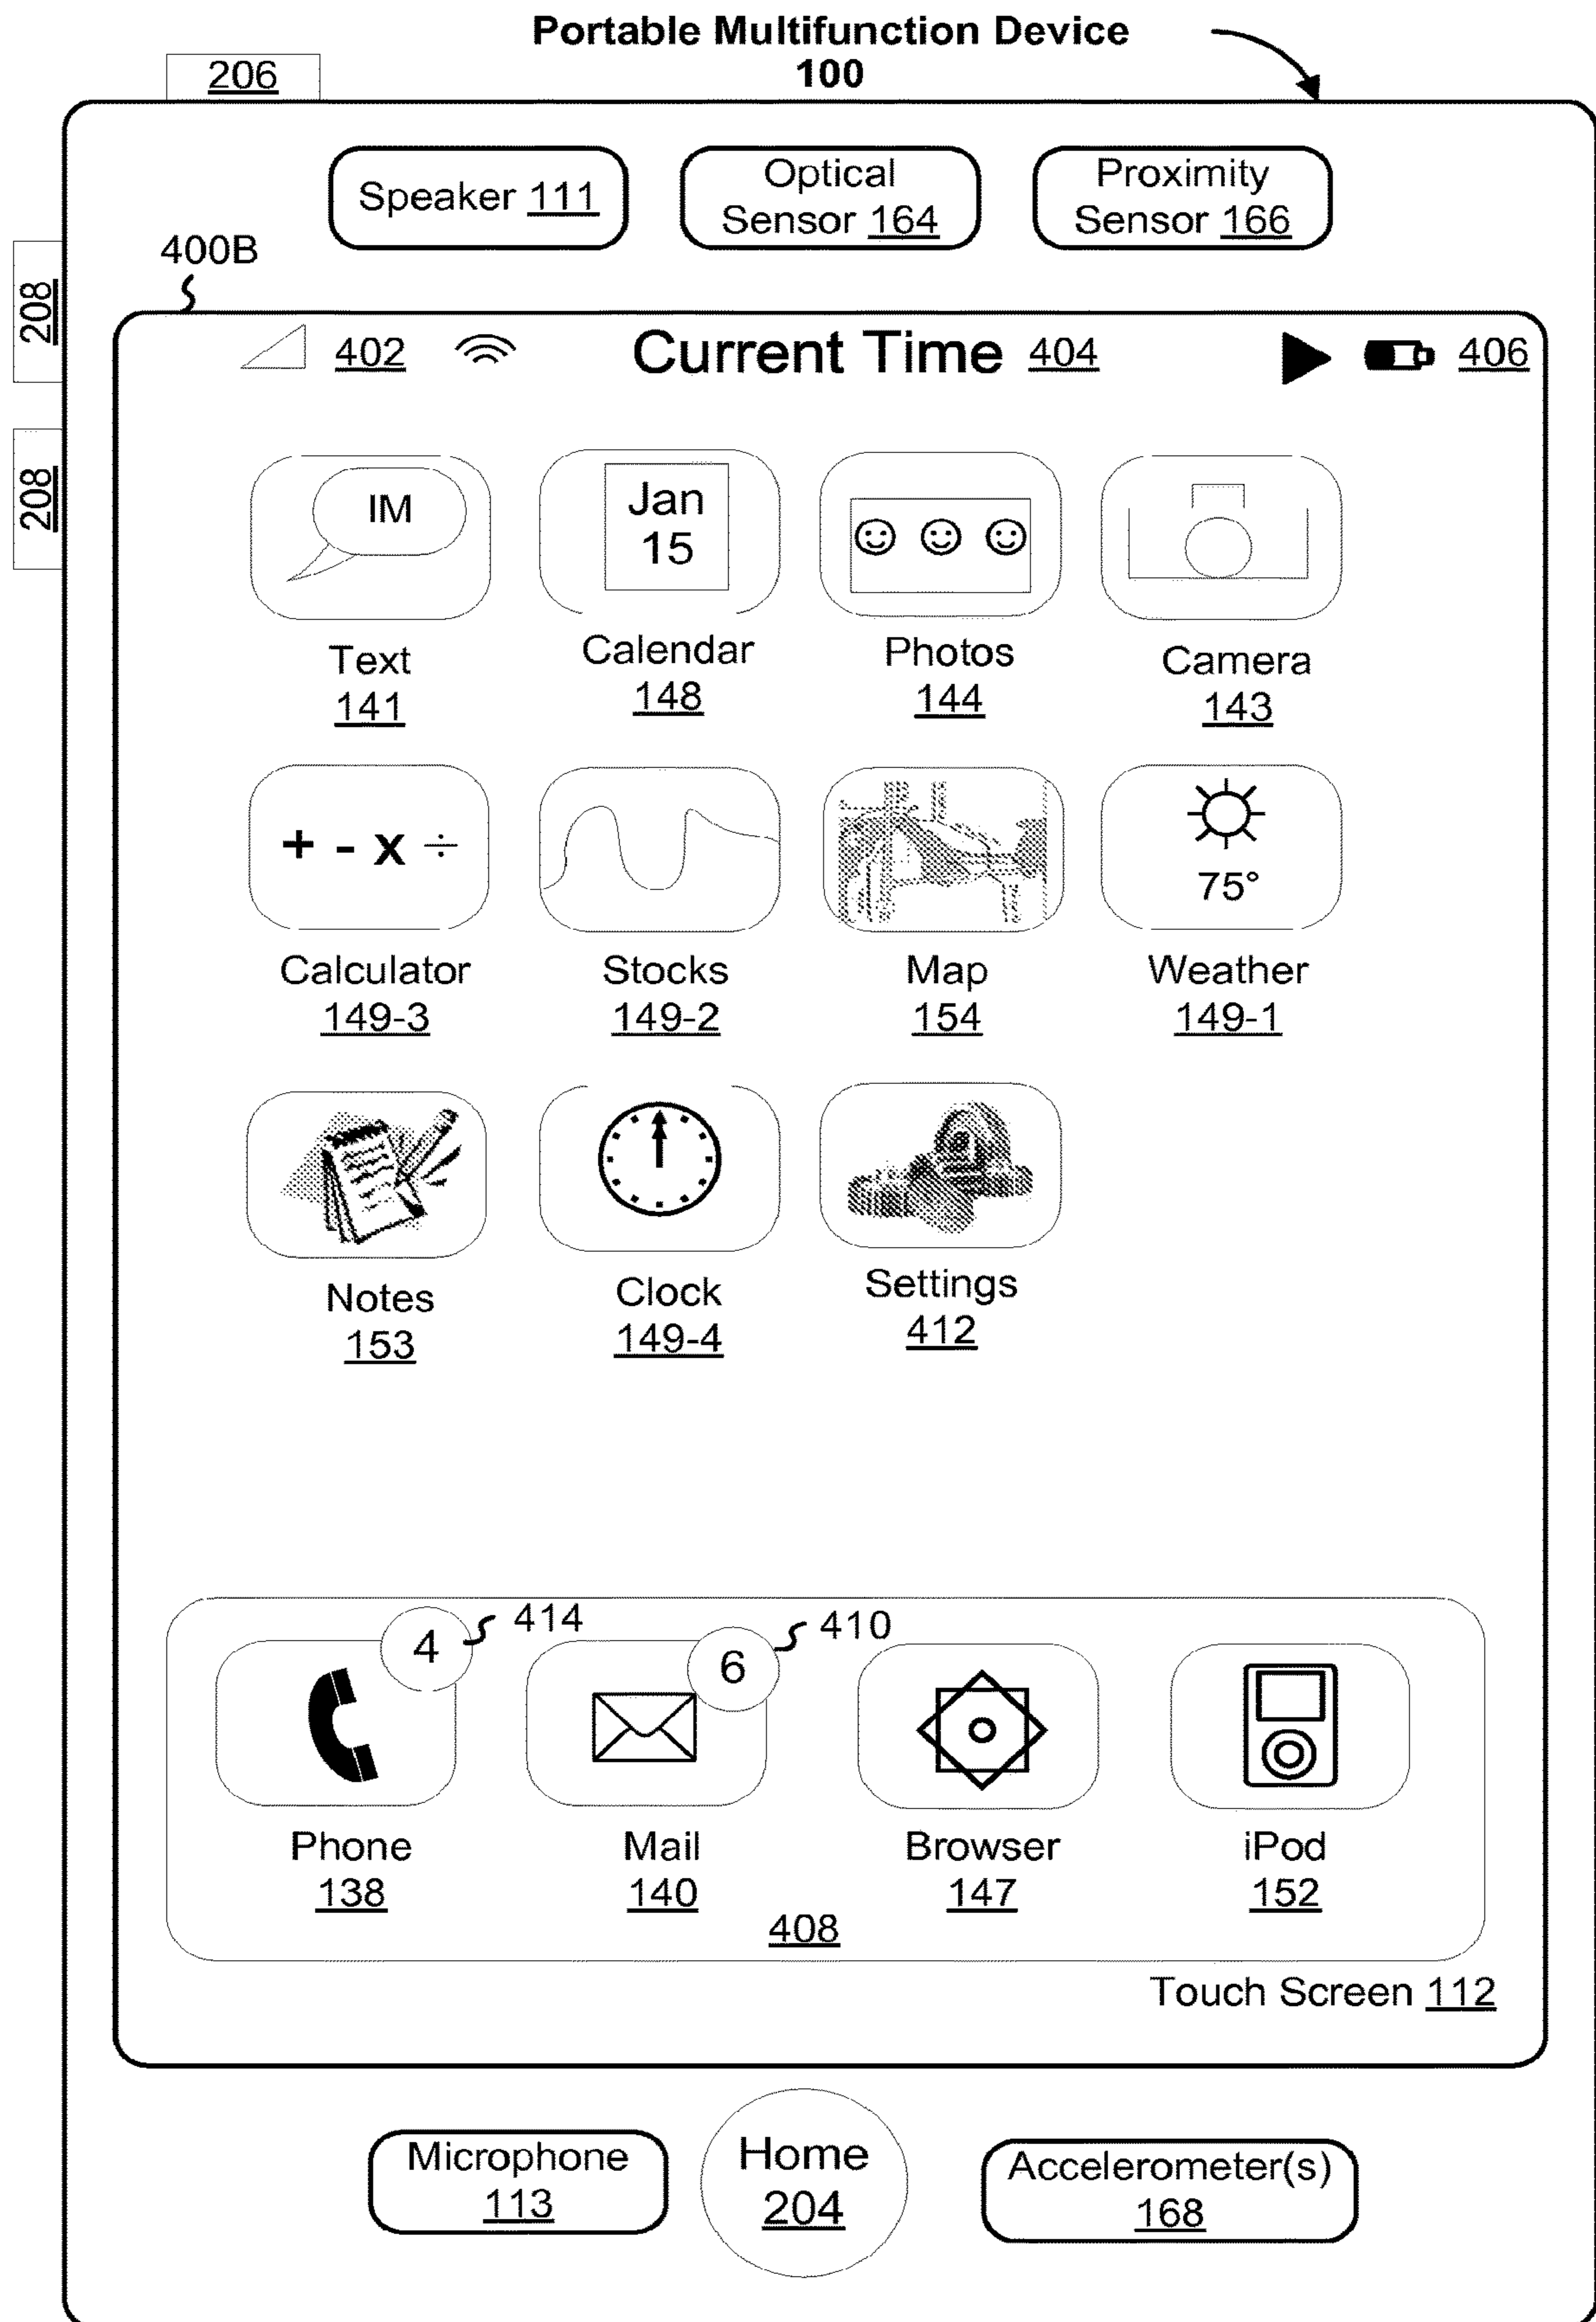 Portable Multifunction Device
100
206
Speaker 111
Optical
Sensor 164
Proximity
Sensor 166
400B
208
208
402
Current Time 404
406
IM
Text
141
Jan
15
Calendar
148
Photos
144
Camera
143
+ - x ÷
Calculator
149-3
Stocks
149-2
Map
154
75°
Weather
149-1
Notes
153
Clock
149-4
Settings
412
4
414
6
410
Phone
138
Mail
140
Browser
147
iPod
152
408
Touch Screen 112
Microphone
113
Home
204
Accelerometer(s)
168